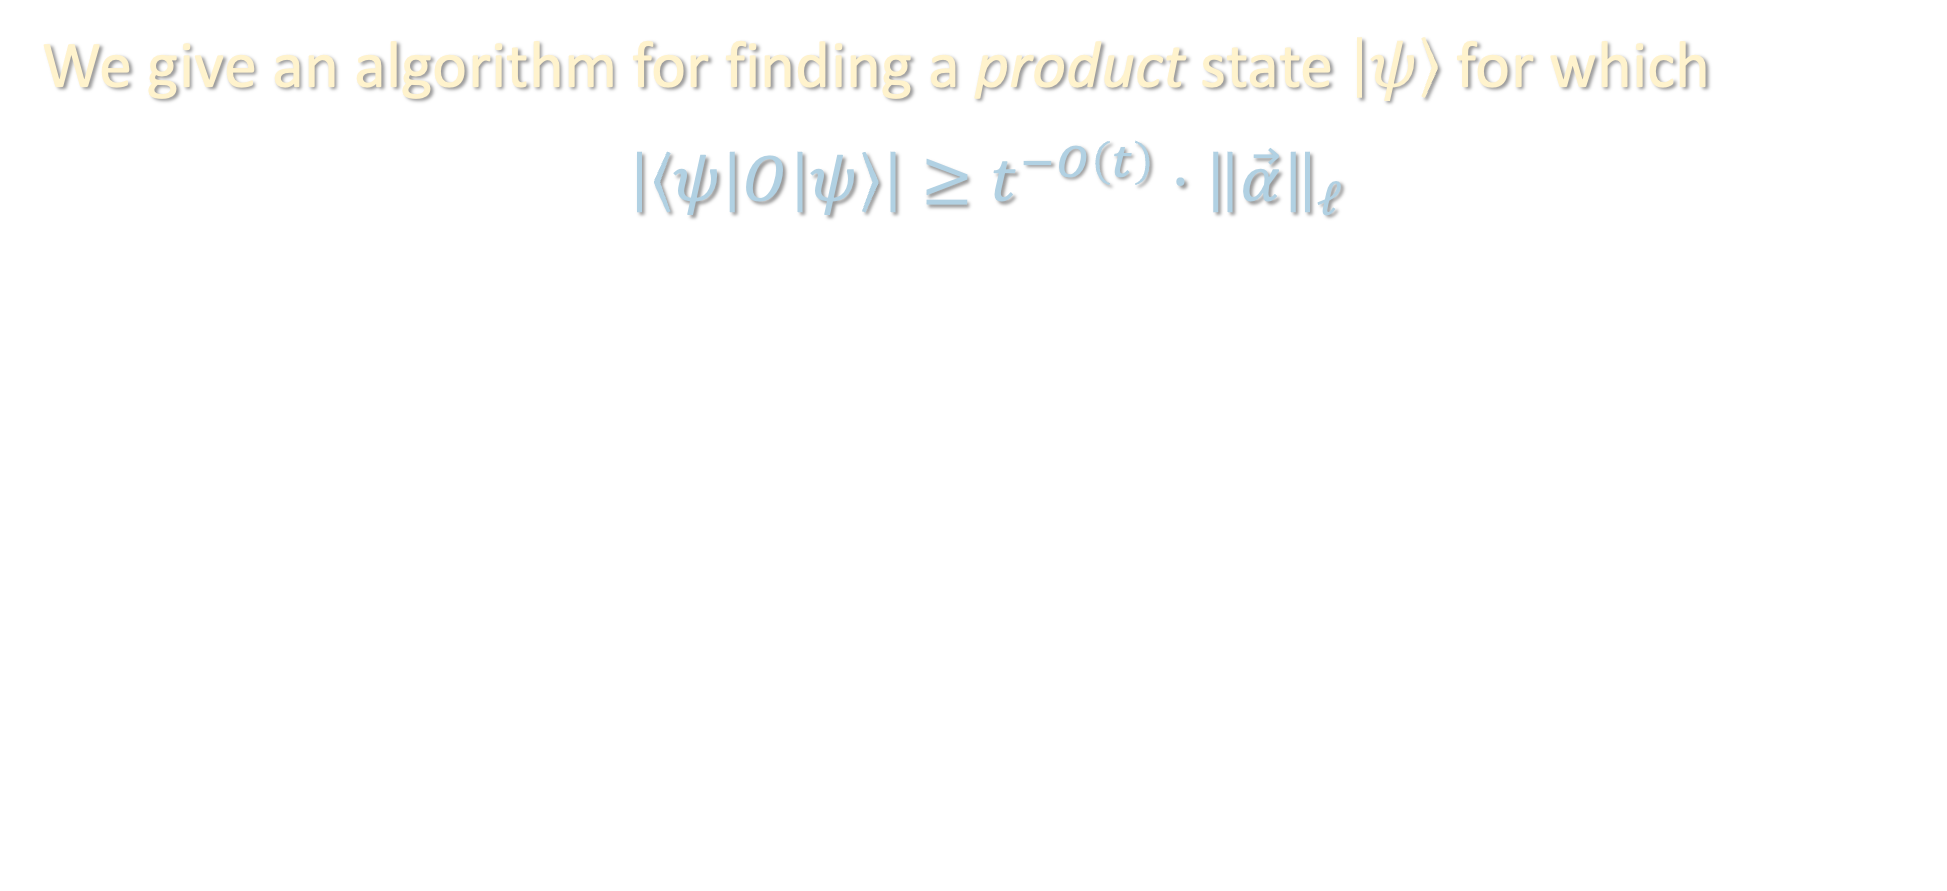 We give an algorithm for finding a product state |ψ⟩ for which
|⟨ψ|O|ψ⟩| ≥ t^{-O(t)} · ‖α⃗‖_ℓ